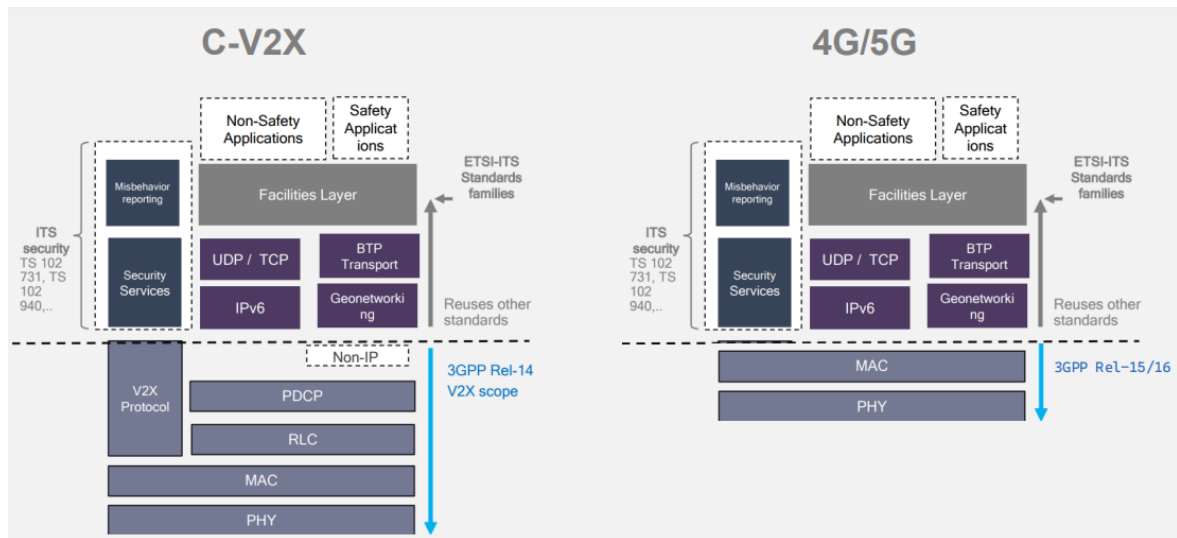 C-V2X
Non-Safety
Applications
Safety
Applicat
ions
Misbehavior
reporting
Facilities Layer
ETSI-ITS
Standards
families
ITS
security
TS 102
731, TS
102
940,..
Security
Services
UDP / TCP
BTP
Transport
IPv6
Geonetworki
ng
Reuses other
standards
Non-IP
V2X
Protocol
PDCP
RLC
MAC
PHY
3GPP Rel-14
V2X scope
4G/5G
Non-Safety
Applications
Safety
Applicat
ions
Misbehavior
reporting
Facilities Layer
ETSI-ITS
Standards
families
ITS
security
TS 102
731, TS
102
940,..
Security
Services
UDP / TCP
BTP
Transport
IPv6
Geonetworki
ng
Reuses other
standards
MAC
PHY
3GPP Rel-15/16